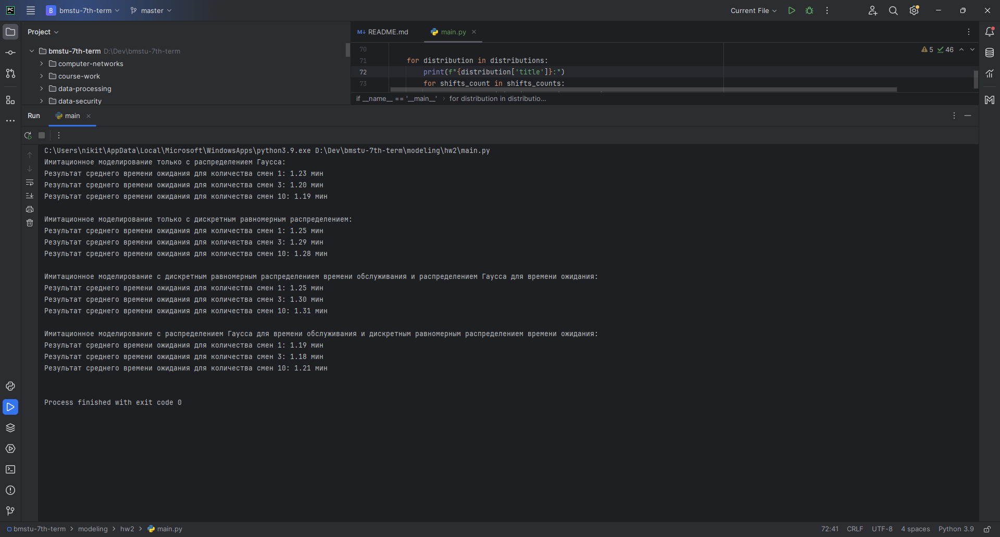 PC
B bmstu-7th-term master Current File
Project
README.md
main.py
bmstu-7th-term D:\Dev\bmstu-7th-term
computer-networks
course-work
data-processing
data-security
5 46
70
71 for distribution in distributions:
72 print(f"{distribution['title']}:")
73 for shifts_count in shifts_counts:
if __name__ == '__main__' › for distribution in distributio...
Run main
C:\Users\nikit\AppData\Local\Microsoft\WindowsApps\python3.9.exe D:\Dev\bmstu-7th-term\modeling\hw2\main.py
Имитационное моделирование только с распределением Гаусса:
Результат среднего времени ожидания для количества смен 1: 1.23 мин
Результат среднего времени ожидания для количества смен 3: 1.20 мин
Результат среднего времени ожидания для количества смен 10: 1.19 мин
Имитационное моделирование только с дискретным равномерным распределением:
Результат среднего времени ожидания для количества смен 1: 1.25 мин
Результат среднего времени ожидания для количества смен 3: 1.29 мин
Результат среднего времени ожидания для количества смен 10: 1.28 мин
Имитационное моделирование с дискретным равномерным распределением времени обслуживания и распределением Гаусса для времени ожидания:
Результат среднего времени ожидания для количества смен 1: 1.25 мин
Результат среднего времени ожидания для количества смен 3: 1.30 мин
Результат среднего времени ожидания для количества смен 10: 1.31 мин
Имитационное моделирование с распределением Гаусса для времени обслуживания и дискретным равномерным распределением времени ожидания:
Результат среднего времени ожидания для количества смен 1: 1.19 мин
Результат среднего времени ожидания для количества смен 3: 1.18 мин
Результат среднего времени ожидания для количества смен 10: 1.21 мин
Process finished with exit code 0
bmstu-7th-term › modeling › hw2 › main.py
72:41 CRLF UTF-8 4 spaces Python 3.9